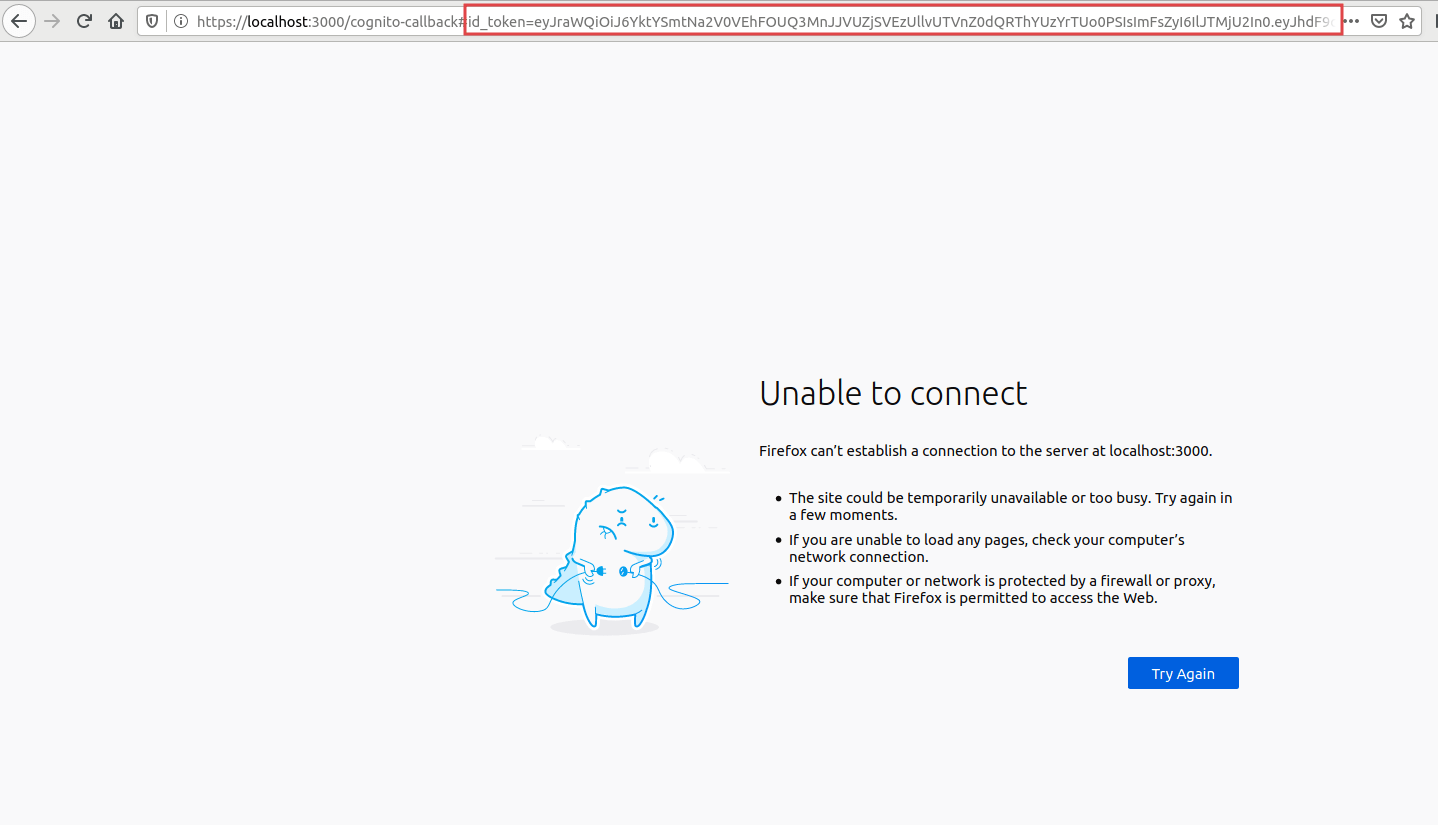 https://localhost:3000/cognito-callback#id_token=eyJraWQiOiJ6YktYSmtNa2V0VEhFOUQ3MnJJVUZjSVEzUllvUTVnZ0dQRThYUzYrTUo0PSIsImFsZyI6IlJTMjU2In0.eyJhdF9
Unable to connect
Firefox can’t establish a connection to the server at localhost:3000.
The site could be temporarily unavailable or too busy. Try again in
a few moments.
If you are unable to load any pages, check your computer’s
network connection.
If your computer or network is protected by a firewall or proxy,
make sure that Firefox is permitted to access the Web.
Try Again